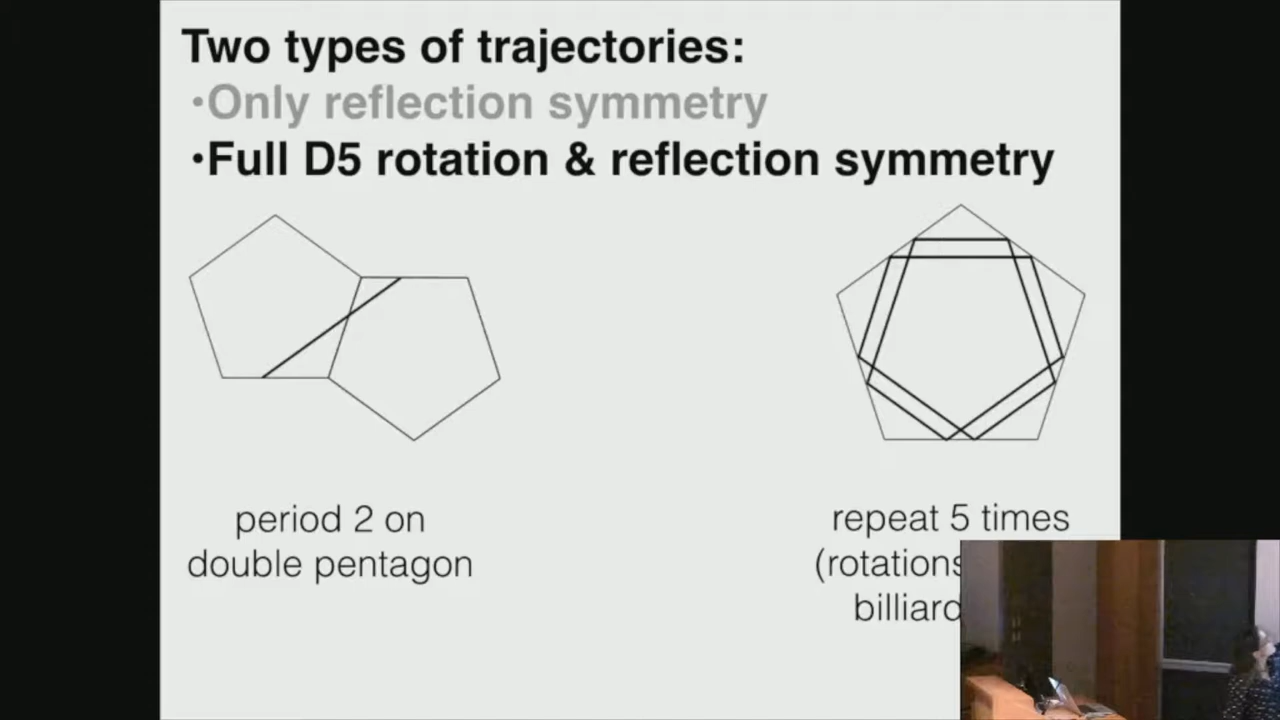 Two types of trajectories:
•Only reflection symmetry
•Full D5 rotation & reflection symmetry
period 2 on
double pentagon
repeat 5 times
(rotations
billiard